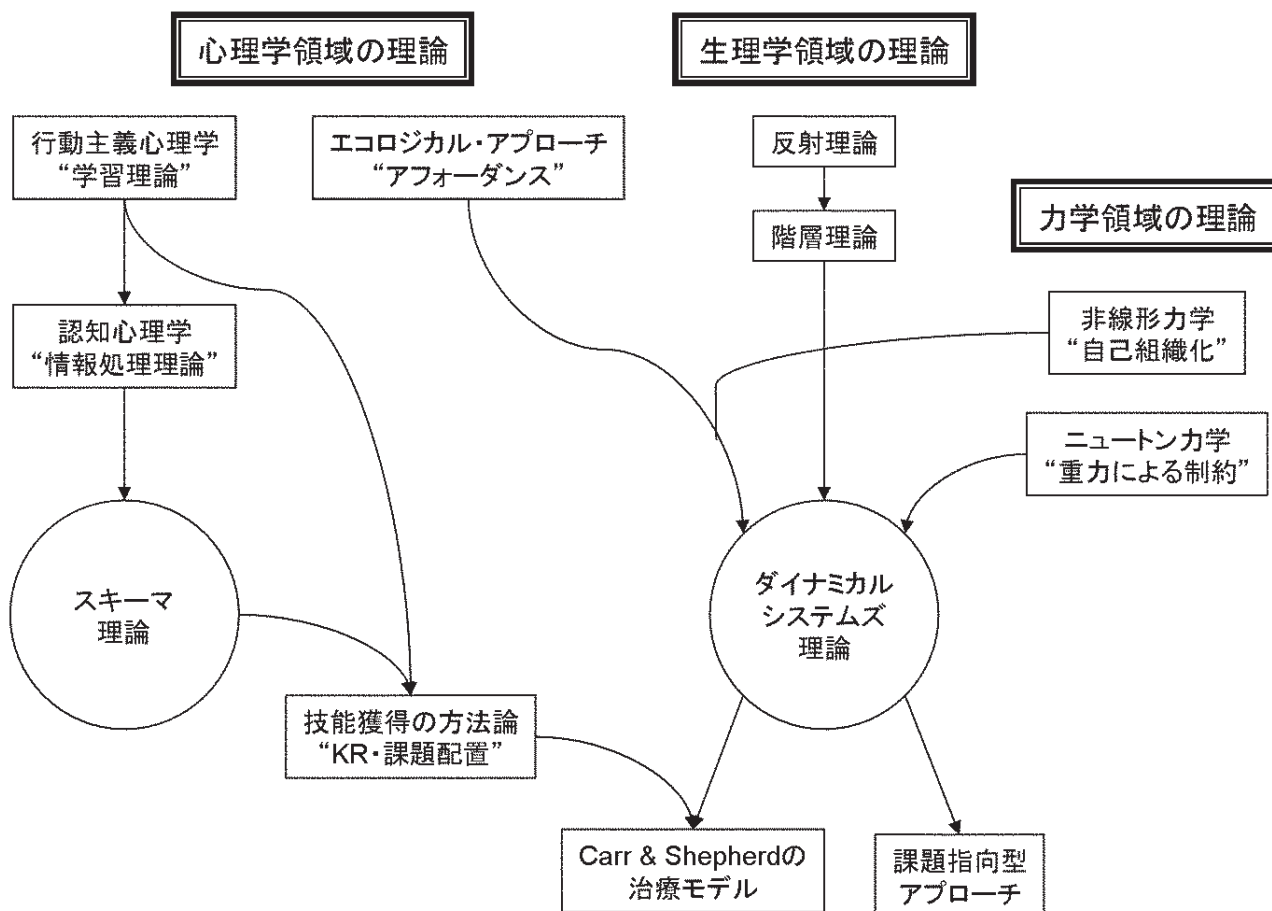 心理学領域の理論
生理学領域の理論
行動主義心理学
“学習理論”
エコロジカル・アプローチ
“アフォーダンス”
反射理論
階層理論
力学領域の理論
認知心理学
“情報処理理論”
非線形力学
“自己組織化”
ニュートン力学
“重力による制約”
スキーマ
理論
ダイナミカル
システムズ
理論
技能獲得の方法論
“KR・課題配置”
Carr & Shepherdの
治療モデル
課題指向型
アプローチ